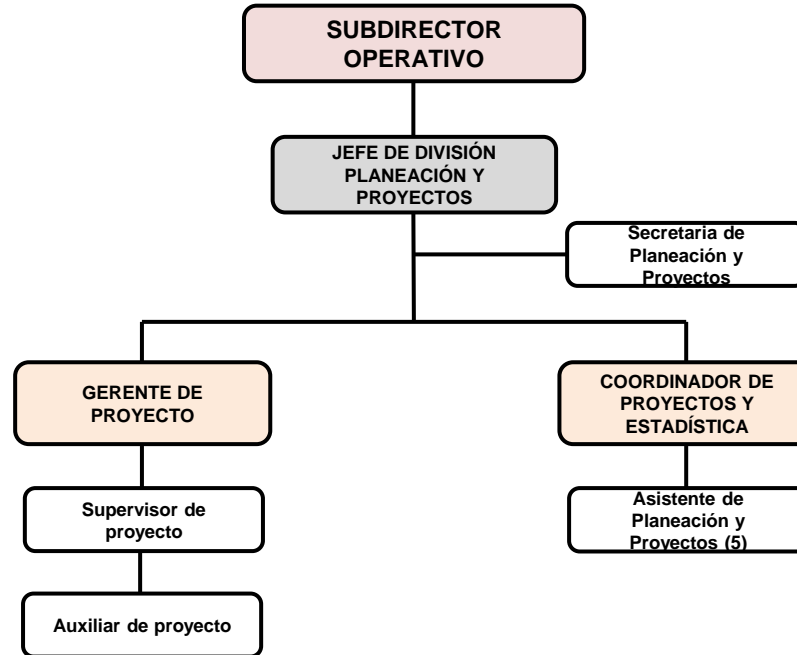 SUBDIRECTOR
OPERATIVO
JEFE DE DIVISIÓN
PLANEACIÓN Y
PROYECTOS
Secretaria de
Planeación y
Proyectos
GERENTE DE
PROYECTO
COORDINADOR DE
PROYECTOS Y
ESTADÍSTICA
Supervisor de
proyecto
Asistente de
Planeación y
Proyectos (5)
Auxiliar de proyecto